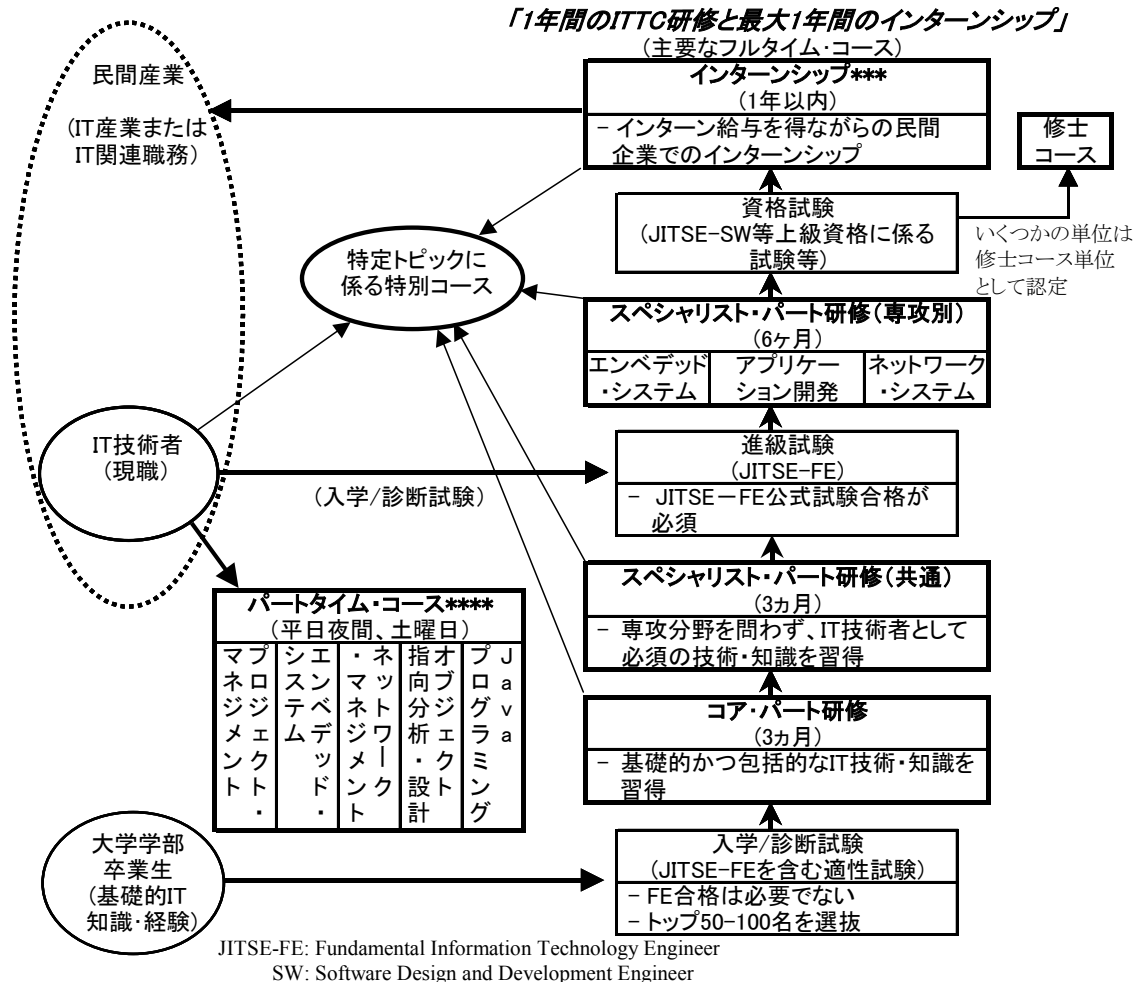 「1年間のITTC研修と最大1年間のインターンシップ」
(主要なフルタイム・コース)
インターンシップ***
(1年以内)
- インターン給与を得ながらの民間
企業でのインターンシップ
民間産業
(IT産業または
IT関連職務)
修士
コース
資格試験
(JITSE-SW等上級資格に係る
試験等)
いくつかの単位は
修士コース単位
として認定
特定トピックに
係る特別コース
スペシャリスト・パート研修(専攻別)
(6ヶ月)
エンベデッド
・システム
アプリケー
ション開発
ネットワーク
・システム
IT技術者
(現職)
(入学/診断試験)
進級試験
(JITSE-FE)
- JITSE-FE公式試験合格が
必須
スペシャリスト・パート研修(共通)
(3ヵ月)
- 専攻分野を問わず、IT技術者として
必須の技術・知識を習得
パートタイム・コース****
(平日夜間、土曜日)
プロジェクト・
マネジメント
エンベデッド・
システム
ネットワーク
・マネジメント
オブジェクト
指向分析・設計
Java
プログラミング
コア・パート研修
(3ヵ月)
- 基礎的かつ包括的なIT技術・知識を
習得
大学学部
卒業生
(基礎的IT
知識・経験)
入学/診断試験
(JITSE-FEを含む適性試験)
- FE合格は必要でない
- トップ50-100名を選抜
JITSE-FE: Fundamental Information Technology Engineer
SW: Software Design and Development Engineer